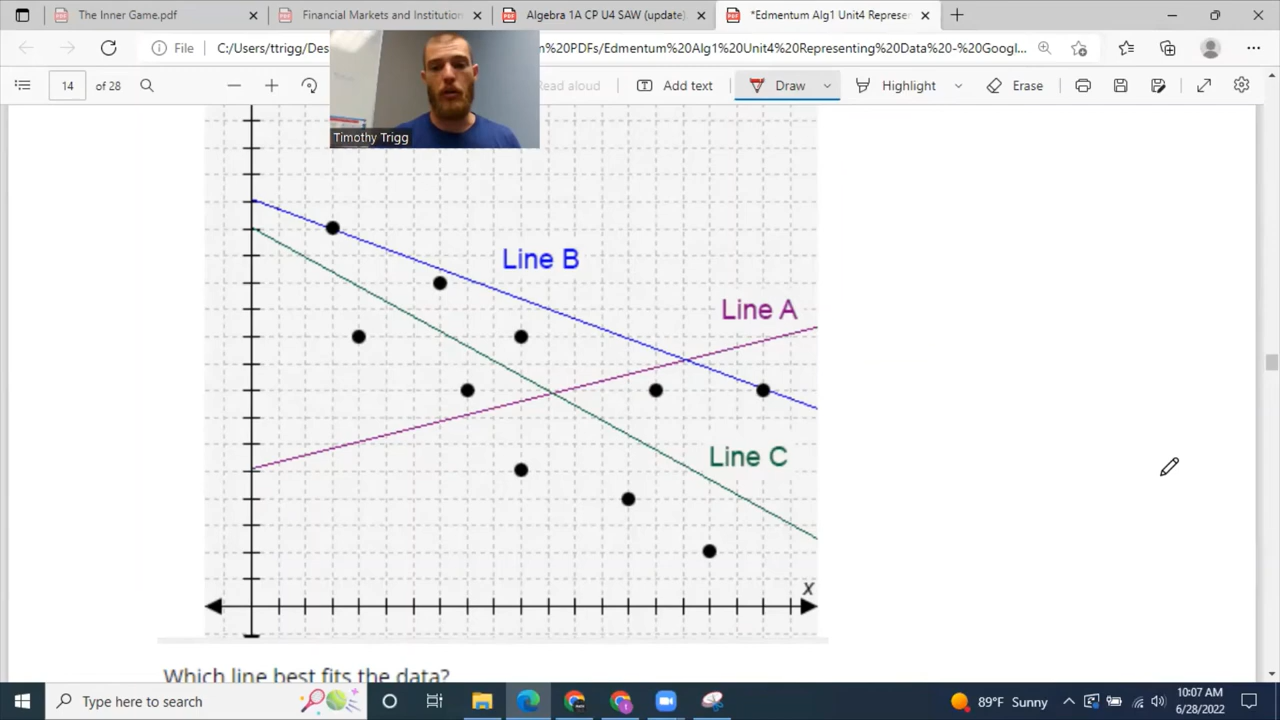 The Inner Game.pdf
Financial Markets and Institution
Algebra 1A CP U4 SAW (update)
*Edmentum Alg1 Unit4 Represer
File
C:/Users/ttrigg/Des
n%20PDFs/Edmentum%20Alg1%20Unit4%20Representing%20Data%20-%20Googl...
14 of 28
Read aloud
Add text
Draw
Highlight
Erase
Timothy Trigg
Line B
Line A
Line C
x
Which line best fits the data?
Type here to search
89°F Sunny
10:07 AM
6/28/2022